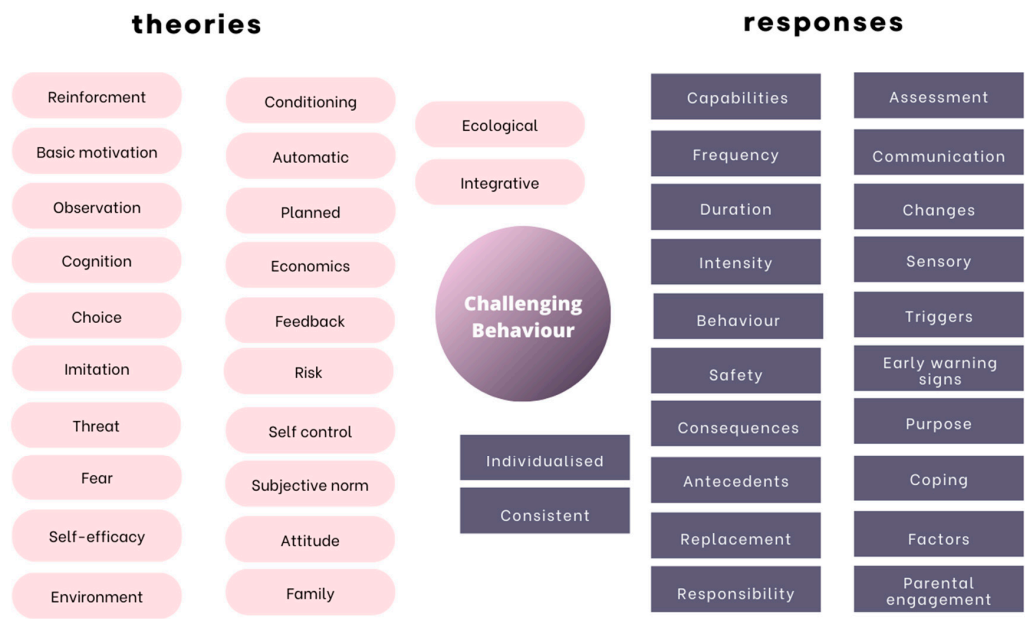 theories
responses
Reinforcment
Basic motivation
Observation
Cognition
Choice
Imitation
Threat
Fear
Self-efficacy
Environment
Conditioning
Automatic
Planned
Economics
Feedback
Risk
Self control
Subjective norm
Attitude
Family
Ecological
Integrative
Challenging
Behaviour
Individualised
Consistent
Capabilities
Frequency
Duration
Intensity
Behaviour
Safety
Consequences
Antecedents
Replacement
Responsibility
Assessment
Communication
Changes
Sensory
Triggers
Early warning
signs
Purpose
Coping
Factors
Parental
engagement